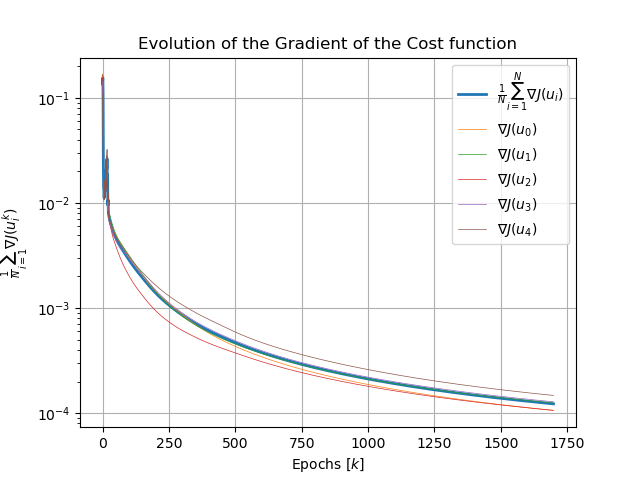 Evolution of the Gradient of the Cost function
$\frac{1}{N}\sum_{i=1}^{N} \nabla J(u_i)$
$\nabla J(u_0)$
$\nabla J(u_1)$
$\nabla J(u_2)$
$\nabla J(u_3)$
$\nabla J(u_4)$
$10^{-1}$
$10^{-2}$
$10^{-3}$
$10^{-4}$
$\frac{1}{N}\sum_{i=1} \nabla J(u_i^k)$
0 250 500 750 1000 1250 1500 1750
Epochs [$k$]